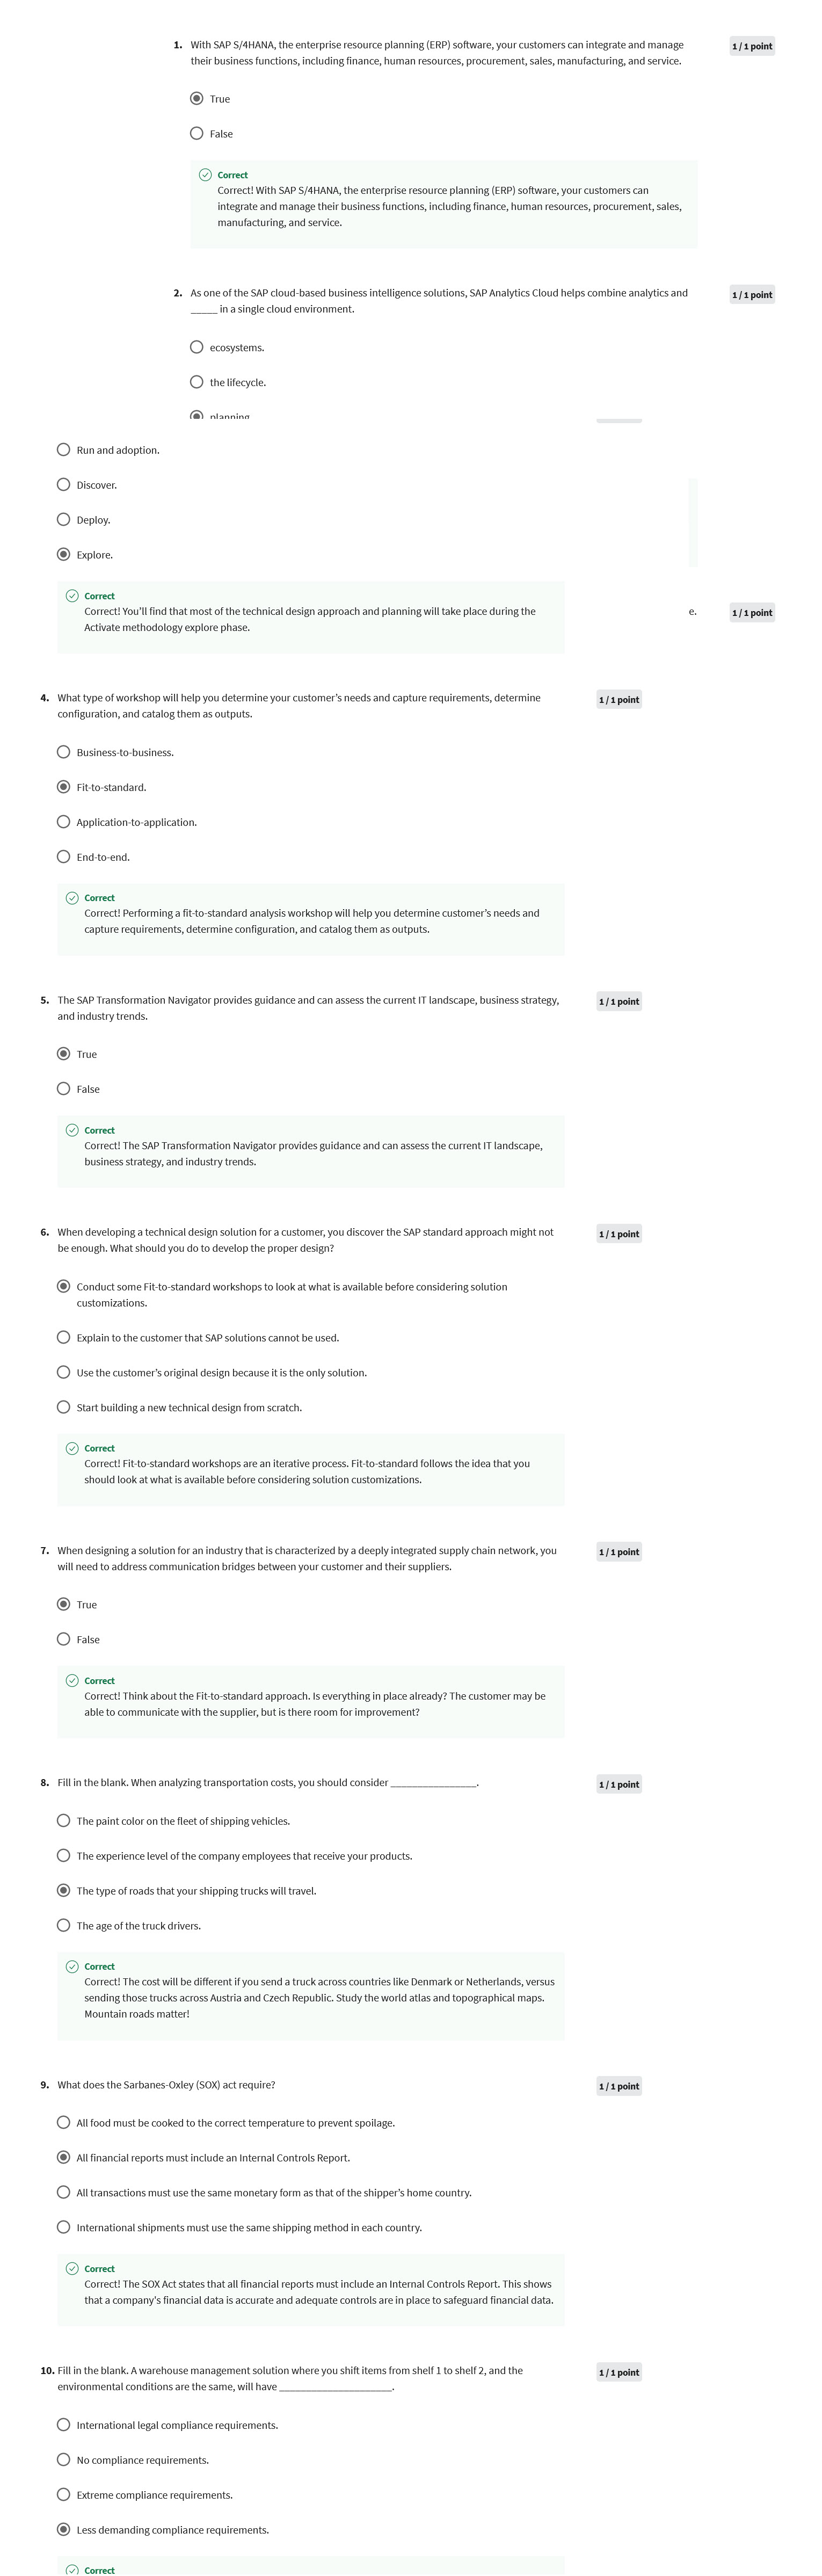 1. With SAP S/4HANA, the enterprise resource planning (ERP) software, your customers can integrate and manage
1 / 1 point
their business functions, including finance, human resources, procurement, sales, manufacturing, and service.
True
False
Correct
Correct! With SAP S/4HANA, the enterprise resource planning (ERP) software, your customers can
integrate and manage their business functions, including finance, human resources, procurement, sales,
manufacturing, and service.
2. As one of the SAP cloud-based business intelligence solutions, SAP Analytics Cloud helps combine analytics and
1 / 1 point
_____ in a single cloud environment.
ecosystems.
the lifecycle.
planning
Run and adoption.
Discover.
Deploy.
Explore.
Correct
Correct! You'll find that most of the technical design approach and planning will take place during the
e.
1 / 1 point
Activate methodology explore phase.
4. What type of workshop will help you determine your customer’s needs and capture requirements, determine
1 / 1 point
configuration, and catalog them as outputs.
Business-to-business.
Fit-to-standard.
Application-to-application.
End-to-end.
Correct
Correct! Performing a fit-to-standard analysis workshop will help you determine customer’s needs and
capture requirements, determine configuration, and catalog them as outputs.
5. The SAP Transformation Navigator provides guidance and can assess the current IT landscape, business strategy,
1 / 1 point
and industry trends.
True
False
Correct
Correct! The SAP Transformation Navigator provides guidance and can assess the current IT landscape,
business strategy, and industry trends.
6. When developing a technical design solution for a customer, you discover the SAP standard approach might not
1 / 1 point
be enough. What should you do to develop the proper design?
Conduct some Fit-to-standard workshops to look at what is available before considering solution
customizations.
Explain to the customer that SAP solutions cannot be used.
Use the customer’s original design because it is the only solution.
Start building a new technical design from scratch.
Correct
Correct! Fit-to-standard workshops are an iterative process. Fit-to-standard follows the idea that you
should look at what is available before considering solution customizations.
7. When designing a solution for an industry that is characterized by a deeply integrated supply chain network, you
1 / 1 point
will need to address communication bridges between your customer and their suppliers.
True
False
Correct
Correct! Think about the Fit-to-standard approach. Is everything in place already? The customer may be
able to communicate with the supplier, but is there room for improvement?
8. Fill in the blank. When analyzing transportation costs, you should consider ________________.
1 / 1 point
The paint color on the fleet of shipping vehicles.
The experience level of the company employees that receive your products.
The type of roads that your shipping trucks will travel.
The age of the truck drivers.
Correct
Correct! The cost will be different if you send a truck across countries like Denmark or Netherlands, versus
sending those trucks across Austria and Czech Republic. Study the world atlas and topographical maps.
Mountain roads matter!
9. What does the Sarbanes-Oxley (SOX) act require?
1 / 1 point
All food must be cooked to the correct temperature to prevent spoilage.
All financial reports must include an Internal Controls Report.
All transactions must use the same monetary form as that of the shipper’s home country.
International shipments must use the same shipping method in each country.
Correct
Correct! The SOX Act states that all financial reports must include an Internal Controls Report. This shows
that a company's financial data is accurate and adequate controls are in place to safeguard financial data.
10. Fill in the blank. A warehouse management solution where you shift items from shelf 1 to shelf 2, and the
1 / 1 point
environmental conditions are the same, will have _____________________.
International legal compliance requirements.
No compliance requirements.
Extreme compliance requirements.
Less demanding compliance requirements.
Correct